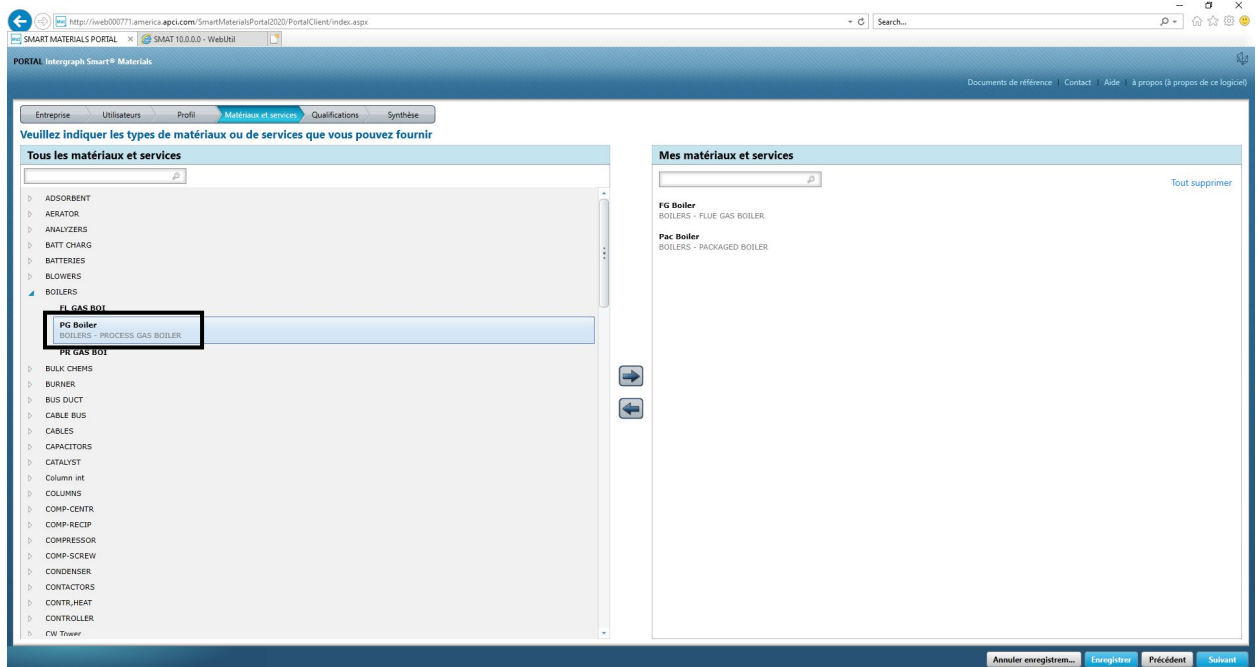 http://iweb000771.america.apci.com/SmartMaterialsPortal2020/PortalClient/index.aspx
Search...
SMART MATERIALS PORTAL
SMAT 10.0.0.0 - WebUtil
PORTAL Intergraph Smart® Materials
Documents de référence | Contact | Aide | à propos (à propos de ce logiciel)
Entreprise
Utilisateurs
Profil
Matériaux et services
Qualifications
Synthèse
Veuillez indiquer les types de matériaux ou de services que vous pouvez fournir
Tous les matériaux et services
ADSORBENT
AERATOR
ANALYZERS
BATT CHARG
BATTERIES
BLOWERS
BOILERS
FL GAS BOI
PG Boiler
BOILERS - PROCESS GAS BOILER
PR GAS BOI
BULK CHEMS
BURNER
BUS DUCT
CABLE BUS
CABLES
CAPACITORS
CATALYST
Column int
COLUMNS
COMP-CENTR
COMP-RECIP
COMPRESSOR
COMP-SCREW
CONDENSER
CONTACTORS
CONTR,HEAT
CONTROLLER
CW Tower
Mes matériaux et services
Tout supprimer
FG Boiler
BOILERS - FLUE GAS BOILER
Pac Boiler
BOILERS - PACKAGED BOILER
Annuler enregistrem...
Enregistrer
Précédent
Suivant